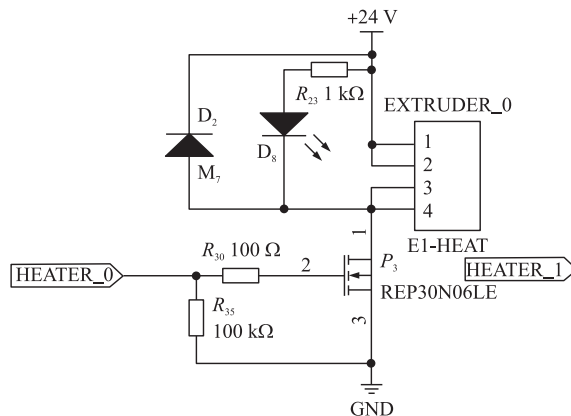 +24 V
R23 1 kΩ
EXTRUDER_0
D2
D8
M7
1
2
3
4
E1-HEAT
1
R30 100 Ω
2
P3
HEATER_0
HEATER_1
REP30N06LE
R35
100 kΩ
3
GND